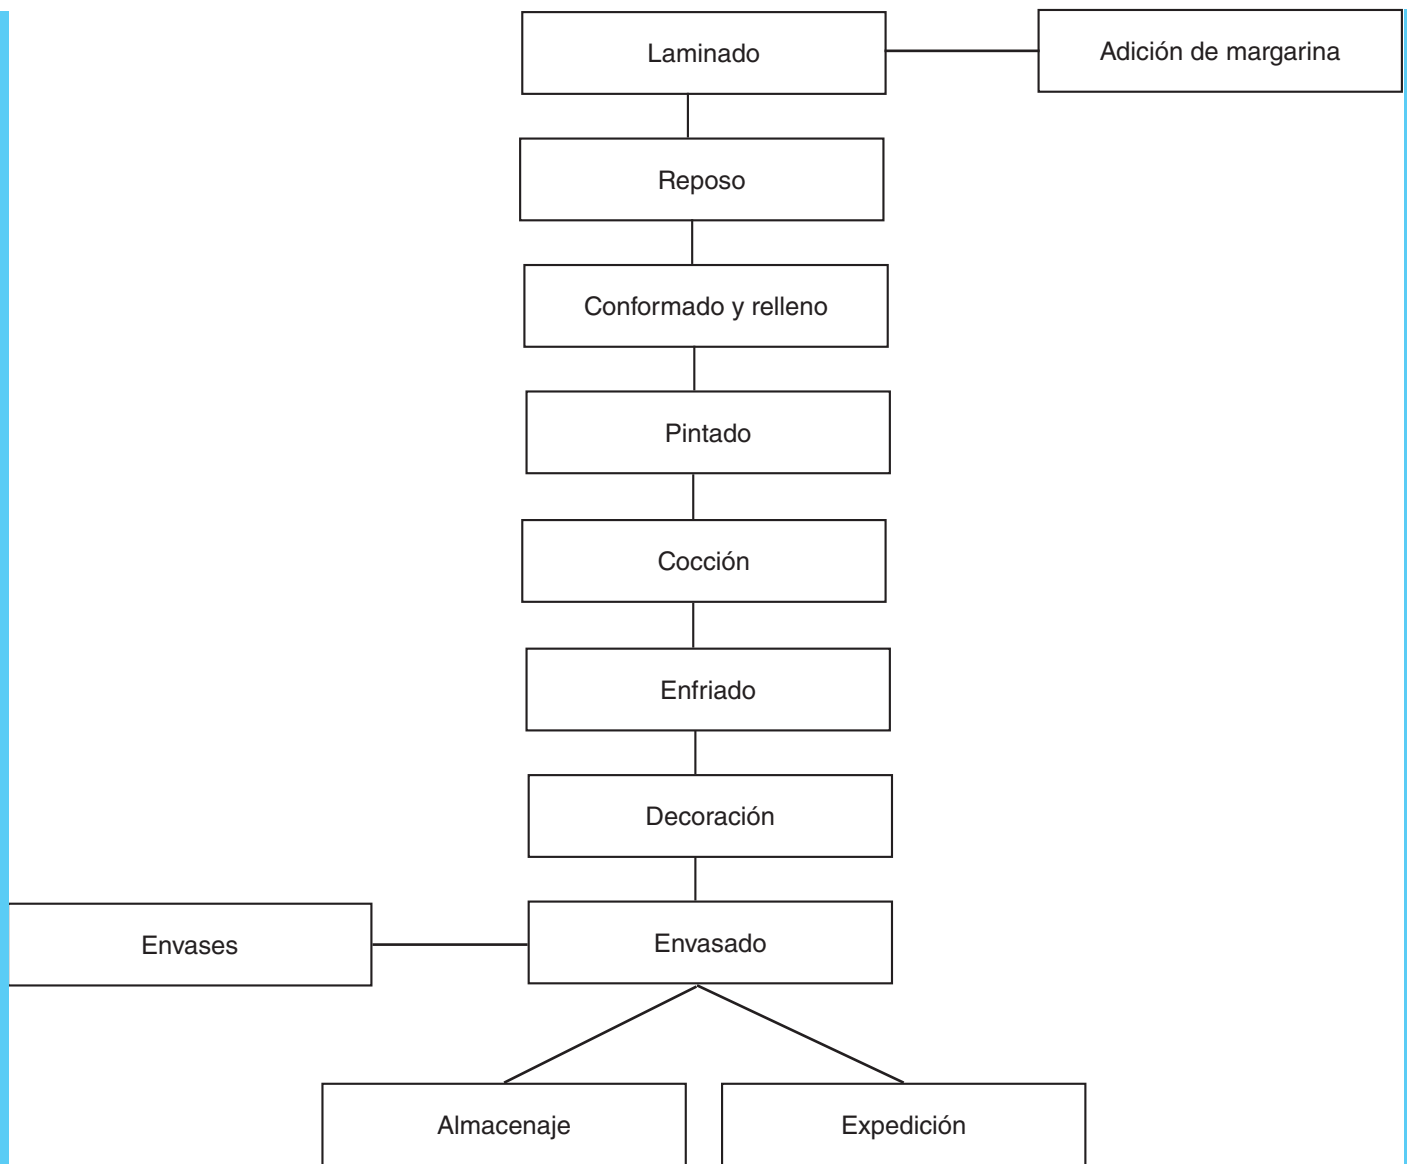 Laminado
Adición de margarina
Reposo
Conformado y relleno
Pintado
Cocción
Enfriado
Decoración
Envases
Envasado
Almacenaje
Expedición